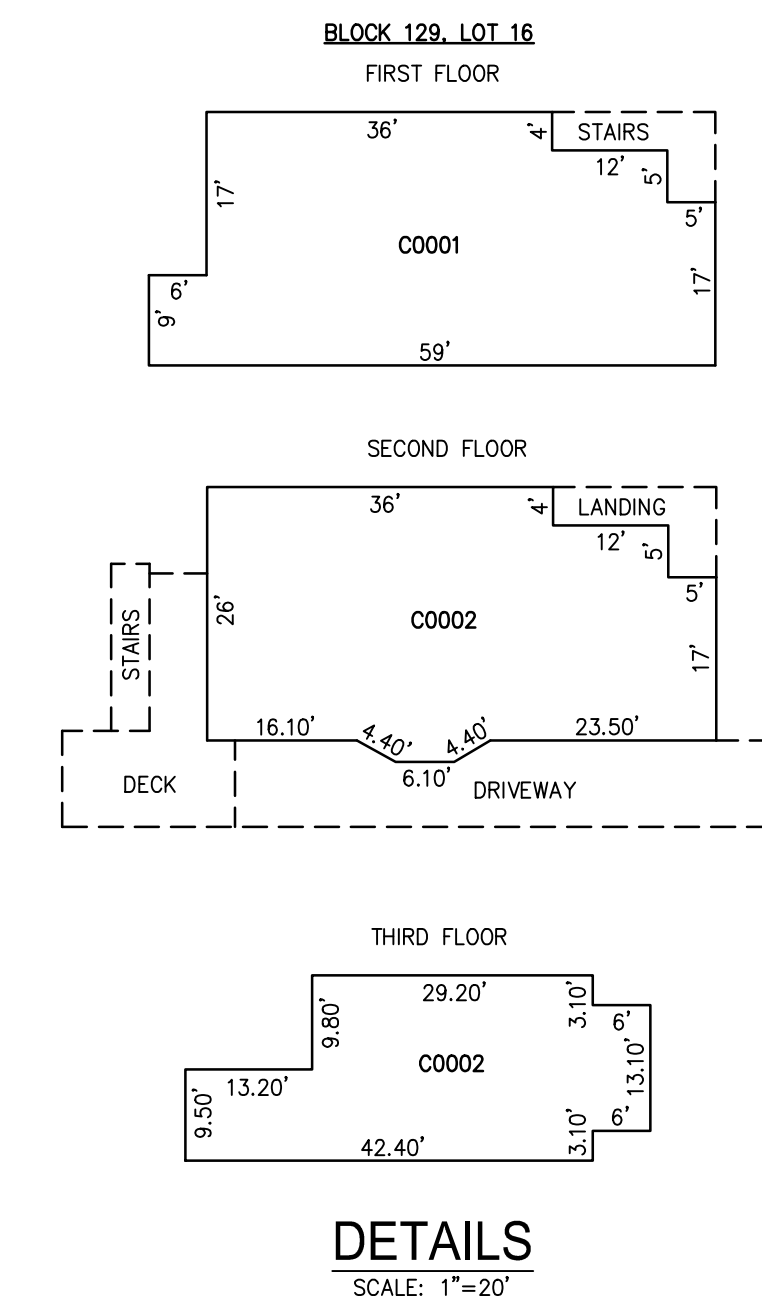 BLOCK 129, LOT 16
FIRST FLOOR
36'
4'
STAIRS
12'
5'
5'
17'
C0001
6'
9'
17'
59'
SECOND FLOOR
36'
4'
LANDING
12'
5'
5'
26'
STAIRS
C0002
17'
16.10'
4.40'
6.10'
4.40'
23.50'
DECK
DRIVEWAY
THIRD FLOOR
29.20'
3.10'
6'
9.80'
13.10'
C0002
13.20'
9.50'
6'
3.10'
42.40'
DETAILS
SCALE: 1"=20'